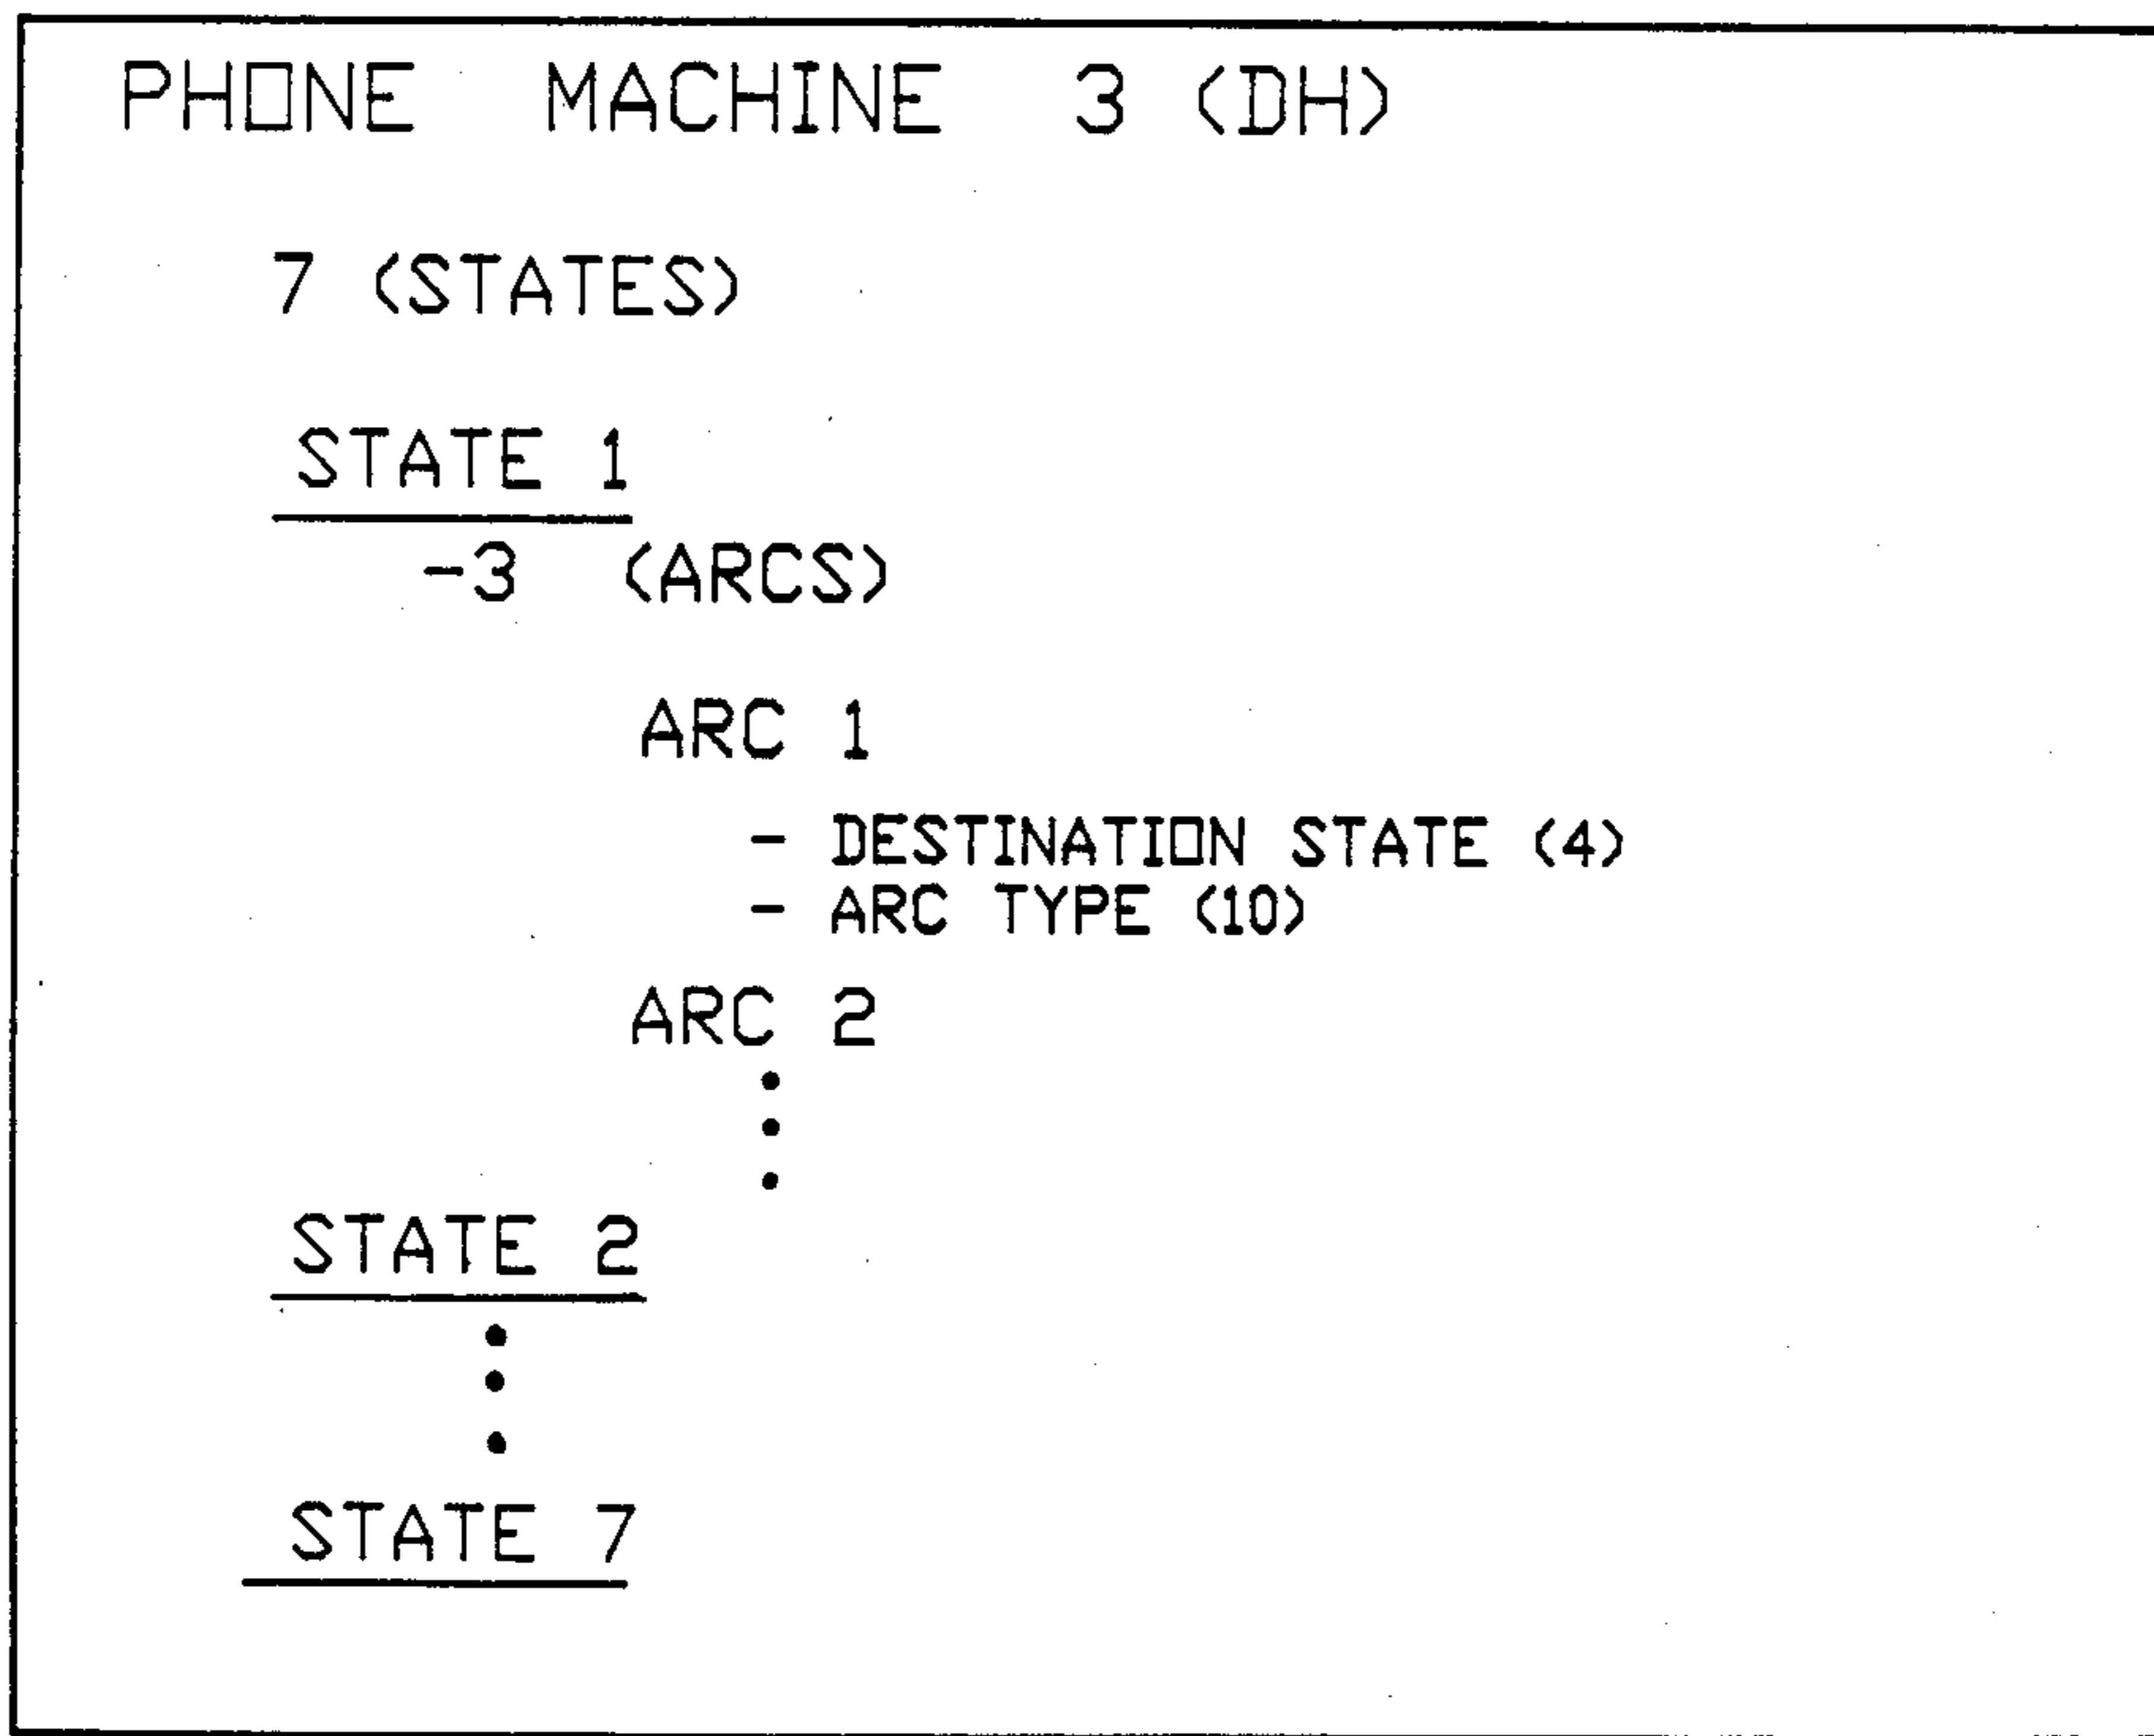 PHONE MACHINE 3 (DH)
7 (STATES)
STATE 1
-3 (ARCS)
ARC 1
- DESTINATION STATE (4)
- ARC TYPE (10)
ARC 2
STATE 2
STATE 7